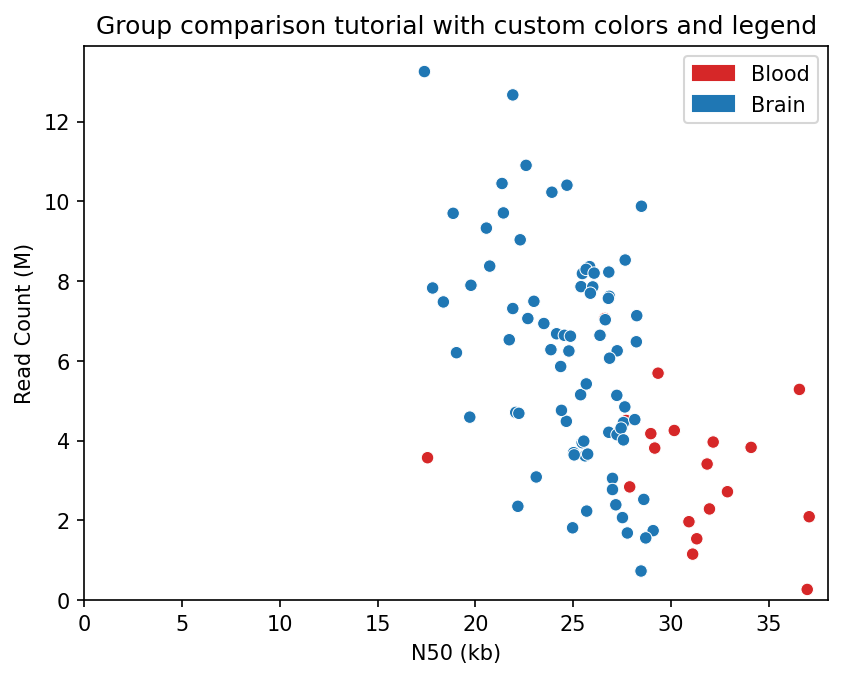 Group comparison tutorial with custom colors and legend
Blood
Brain
12
10
8
6
4
2
0
Read Count (M)
0 5 10 15 20 25 30 35
N50 (kb)